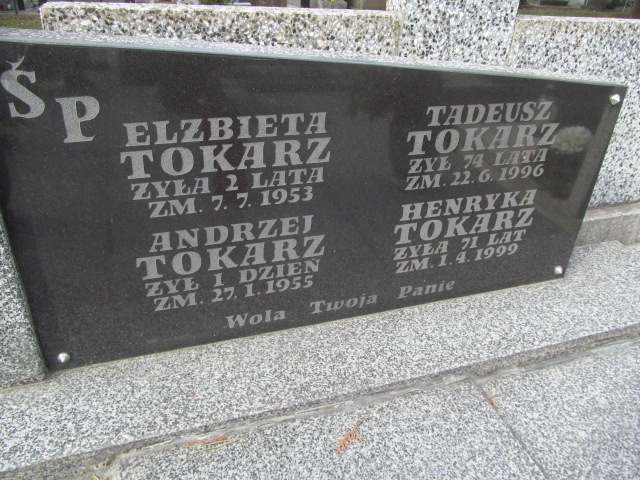 ŚP
ELZBIETA
TOKARZ
ZYŁA 2 LATA
ZM. 7. 7. 1953
ANDRZEJ
TOKARZ
ŻYŁ 1 DZIEŃ
ZM. 27. 1. 1955
TADEUSZ
TOKARZ
ŻYŁ 74 LATA
ZM. 22. 6. 1996
HENRYKA
TOKARZ
ŻYŁA 71 LAT
ZM. 1. 4. 1999
Wola Twoja Panie